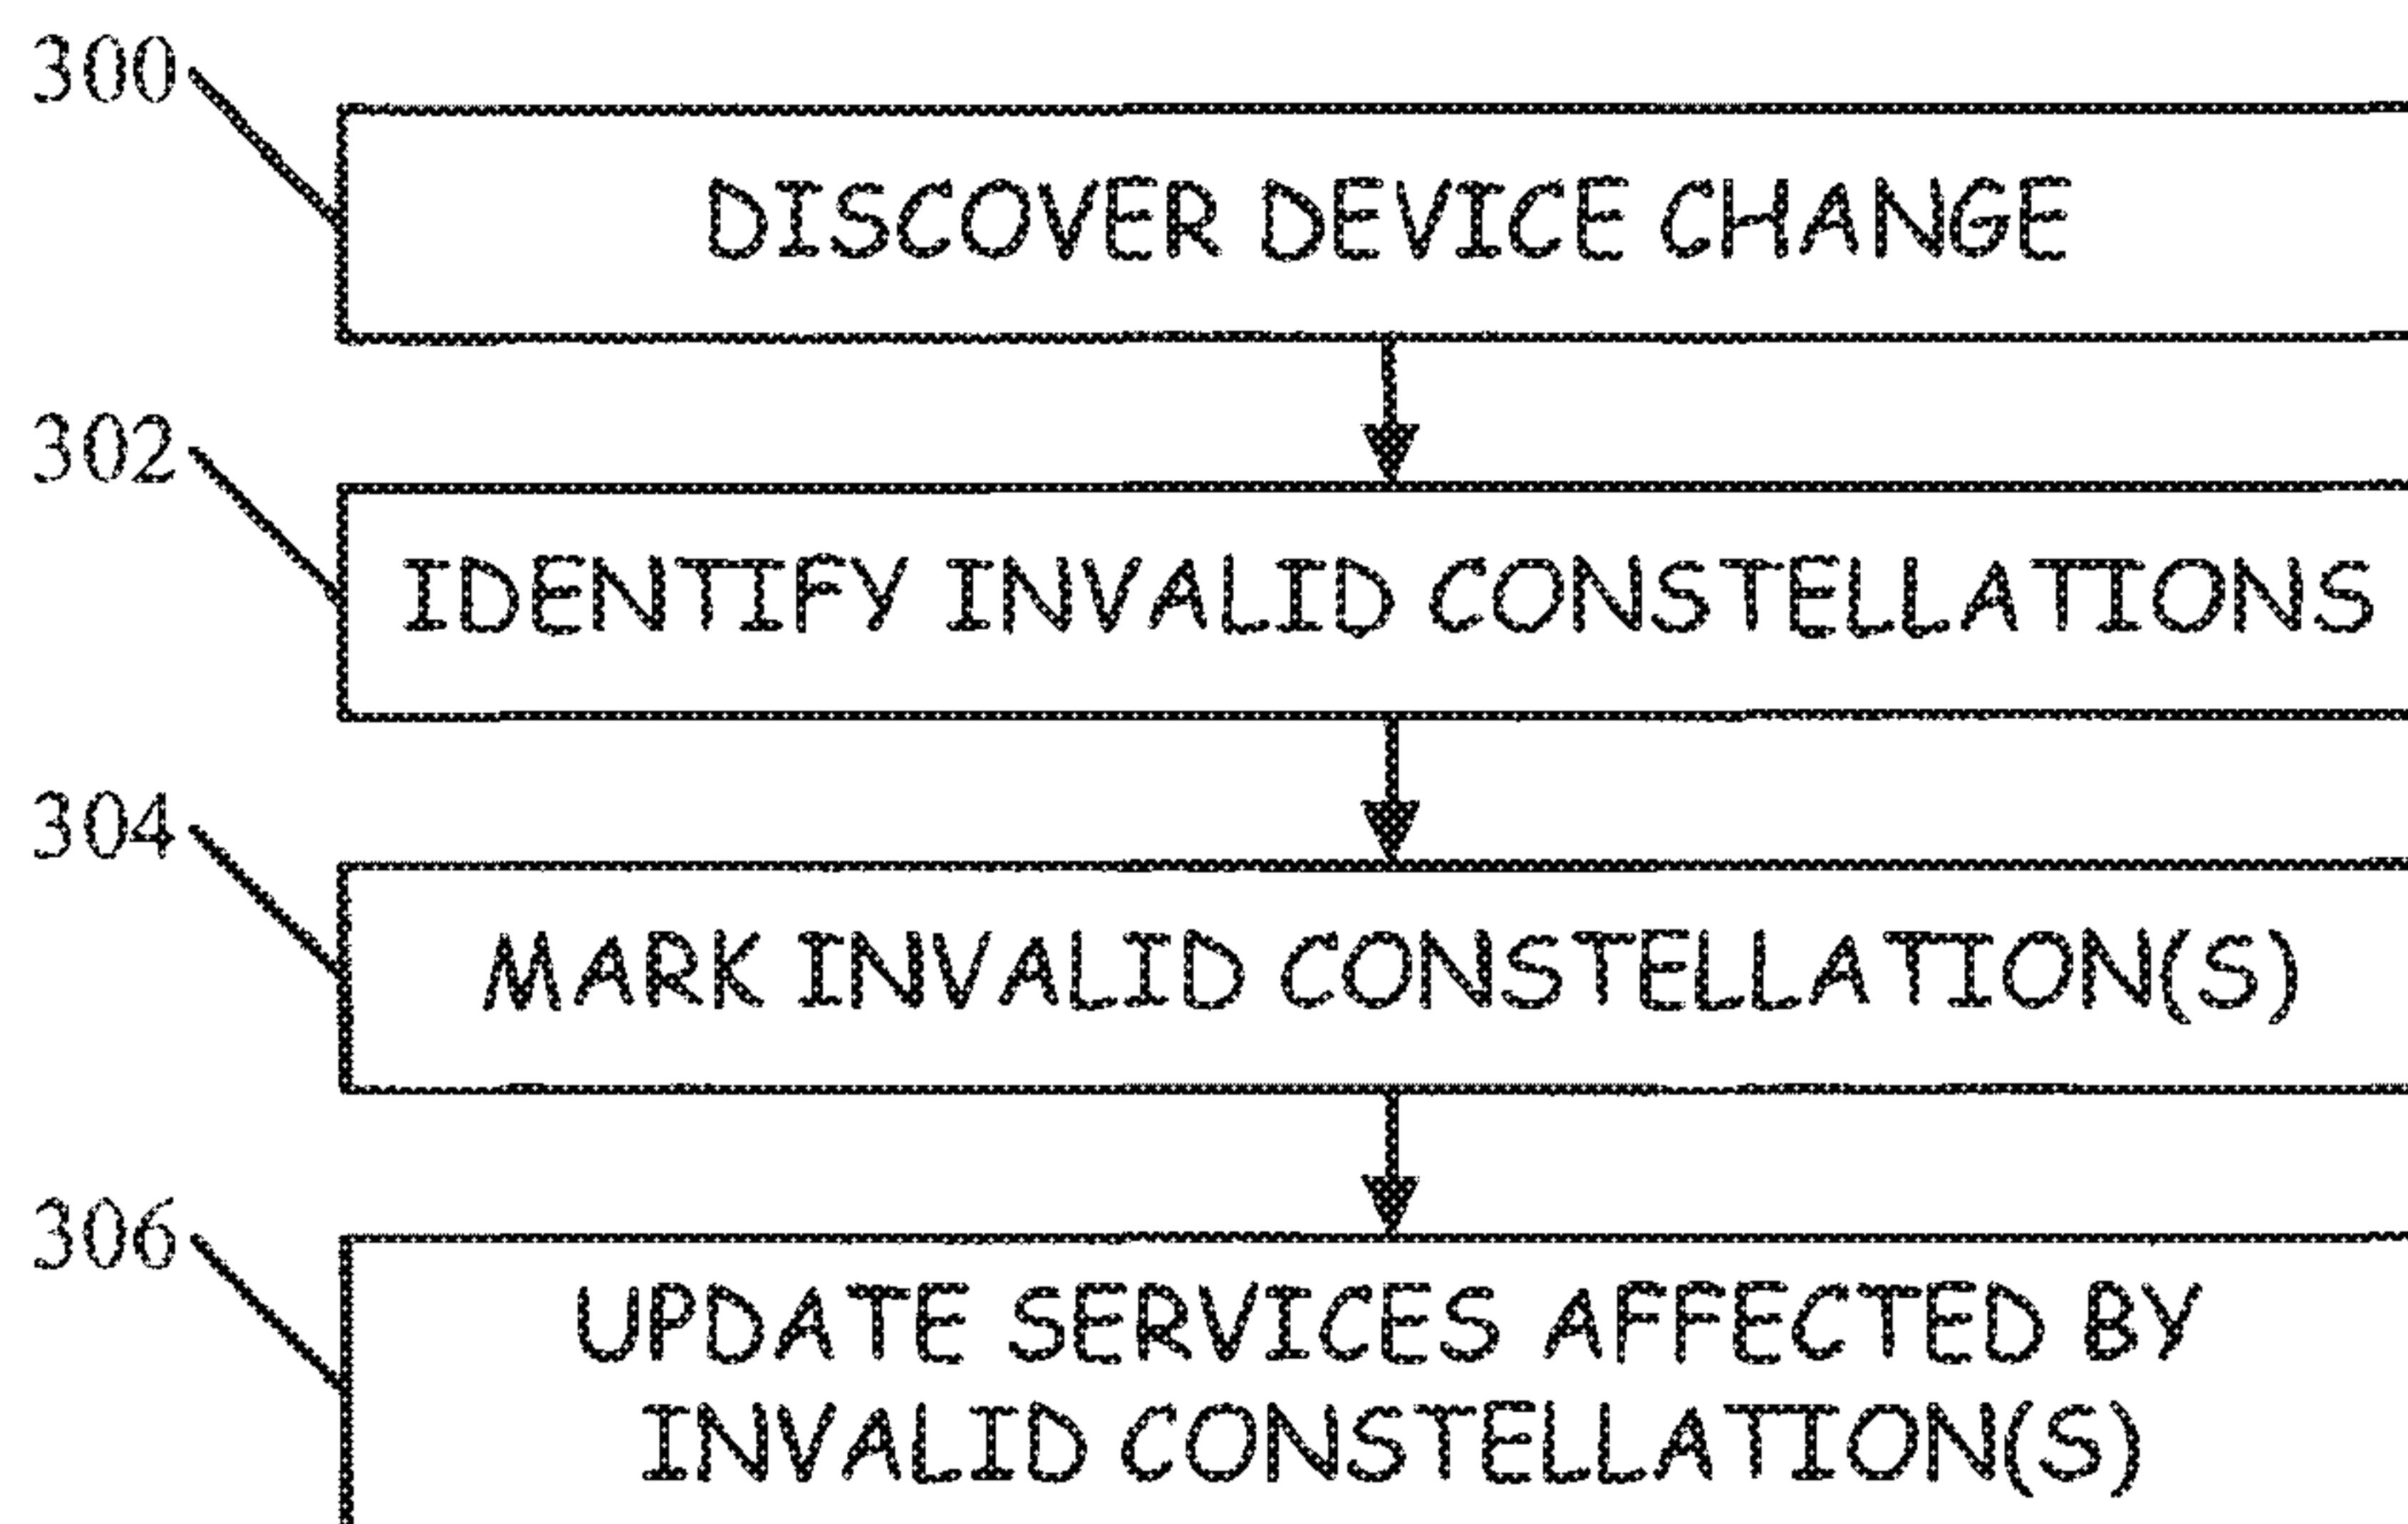 300
DISCOVER DEVICE CHANGE
302
IDENTIFY INVALID CONSTELLATIONS
304
MARK INVALID CONSTELLATION(S)
306
UPDATE SERVICES AFFECTED BY
INVALID CONSTELLATION(S)